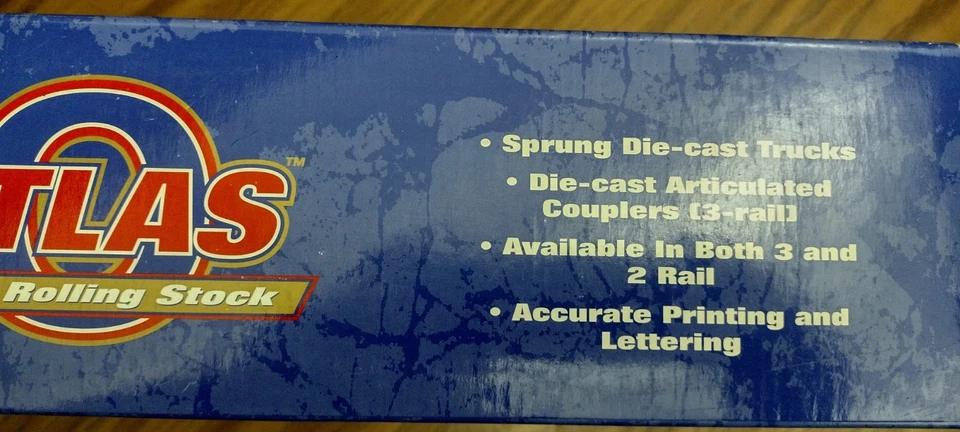 TLAS™
Rolling Stock
• Sprung Die-cast Trucks
• Die-cast Articulated
Couplers (3-rail)
• Available In Both 3 and
2 Rail
• Accurate Printing and
Lettering